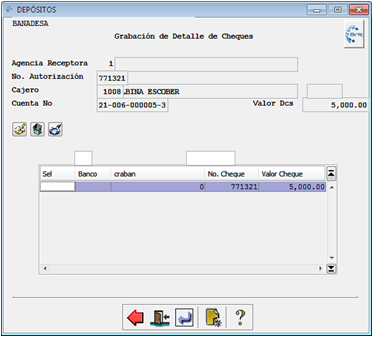 DEPÓSITOS
BANADESA
Grabación de Detalle de Cheques
Agencia Receptora 1
No. Autorización 771321
Cajero 1008 .BINA ESCOBER
Cuenta No 21-006-000005-3 Valor Dcs 5,000.00
Sel Banco craban No. Cheque Valor Cheque
0 771321 5,000.00
?